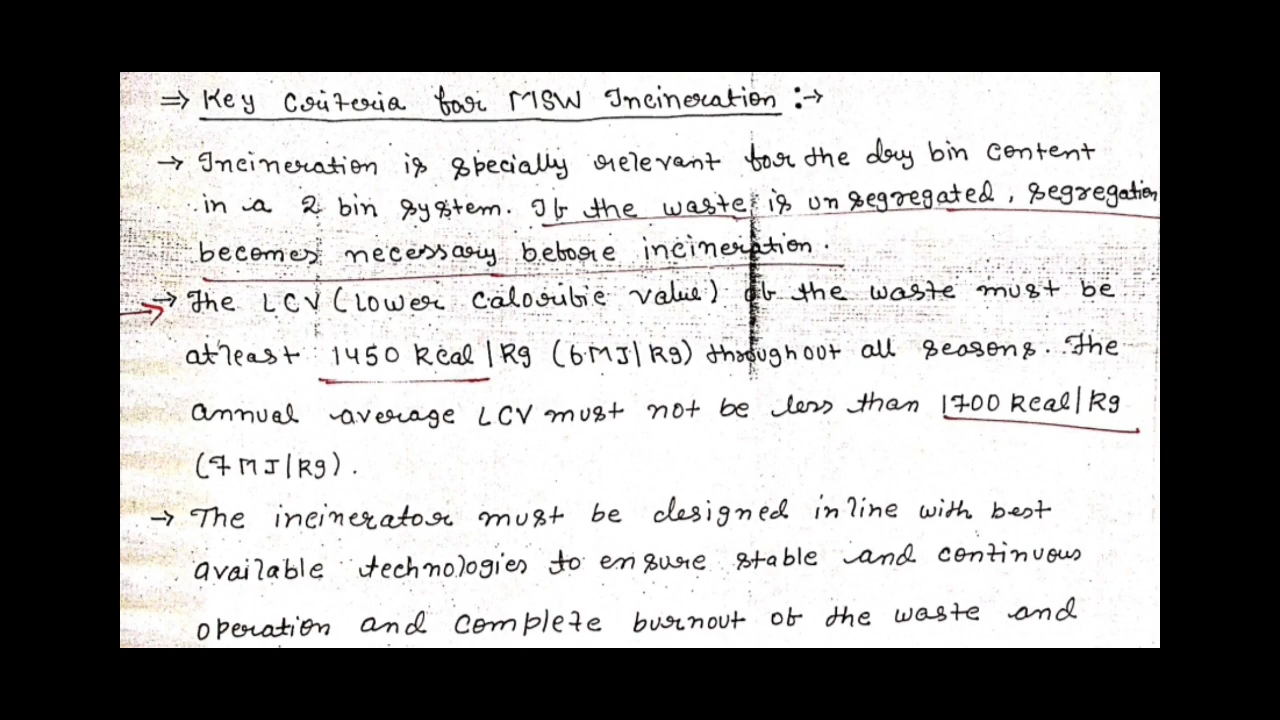 ⇒ Key Criteria for MSW Incineration :→
→ Incineration is specially relevant for the dry bin content
in a 2 bin system. If the waste is unsegregated, segregation
becomes necessary before incineration.
→ The LCV (lower calorific value) of the waste must be
atleast 1450 Kcal/Kg (6 MJ/Kg) throughout all seasons. The
annual average LCV must not be less than 1700 Kcal/Kg
(7 MJ/Kg).
→ The incinerator must be designed inline with best
available technologies to ensure stable and continuous
operation and complete burnout of the waste and